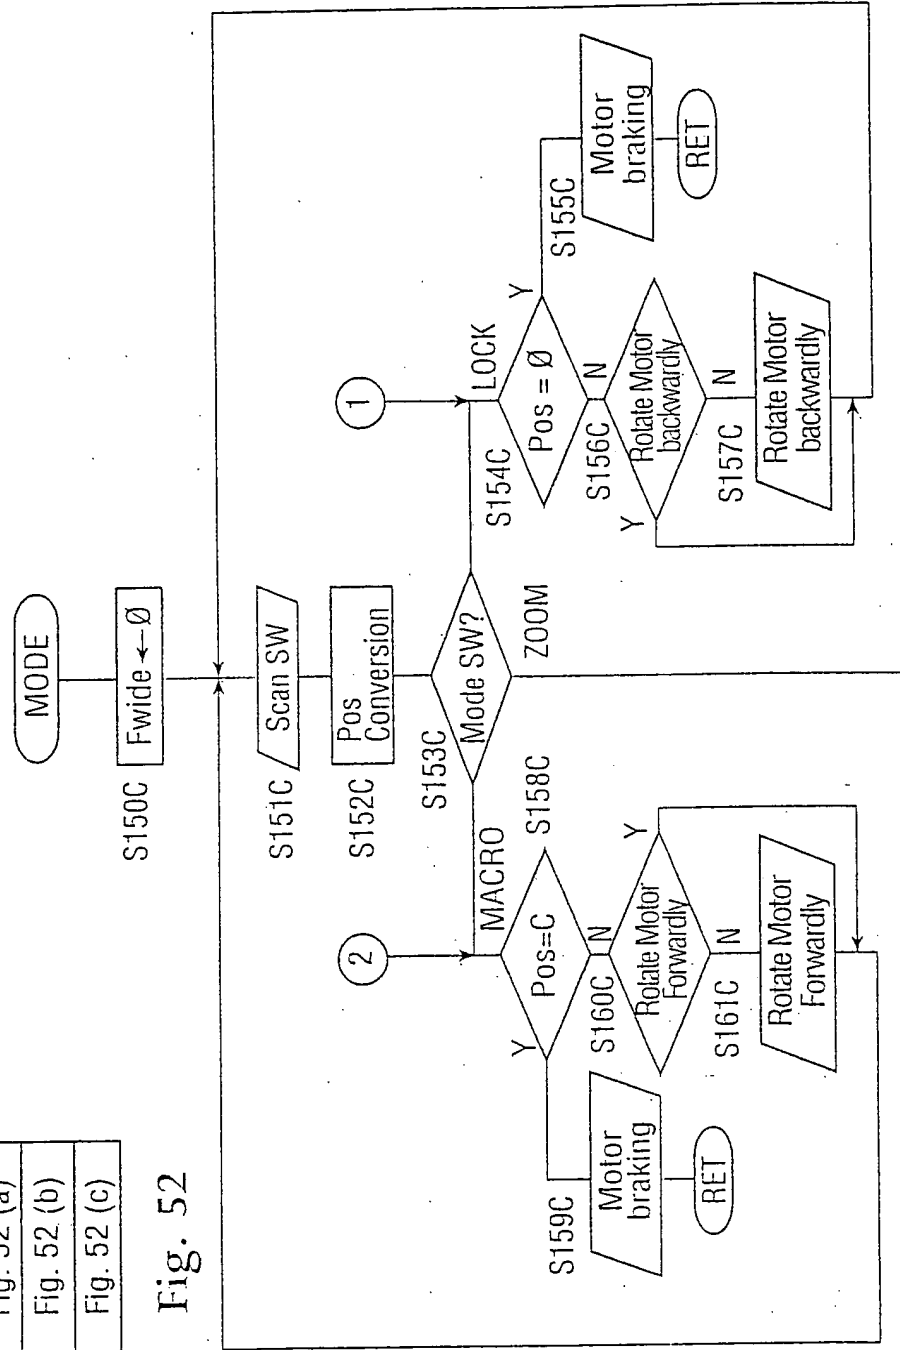 MODE
S150C
Fwide ← Ø
S151C
Scan SW
S152C
Pos
Conversion
S153C
Mode SW?
MACRO
LOCK
ZOOM
2
S158C
Pos=C
Y
N
S159C
Motor
braking
RET
S160C
Rotate Motor
Forwardly
Y
N
S161C
Rotate Motor
Forwardly
1
S154C
Pos = Ø
Y
N
S155C
Motor
braking
RET
S156C
Rotate Motor
backwardly
Y
N
S157C
Rotate Motor
backwardly
Fig. 52 (a)
Fig. 52 (b)
Fig. 52 (c)
Fig. 52